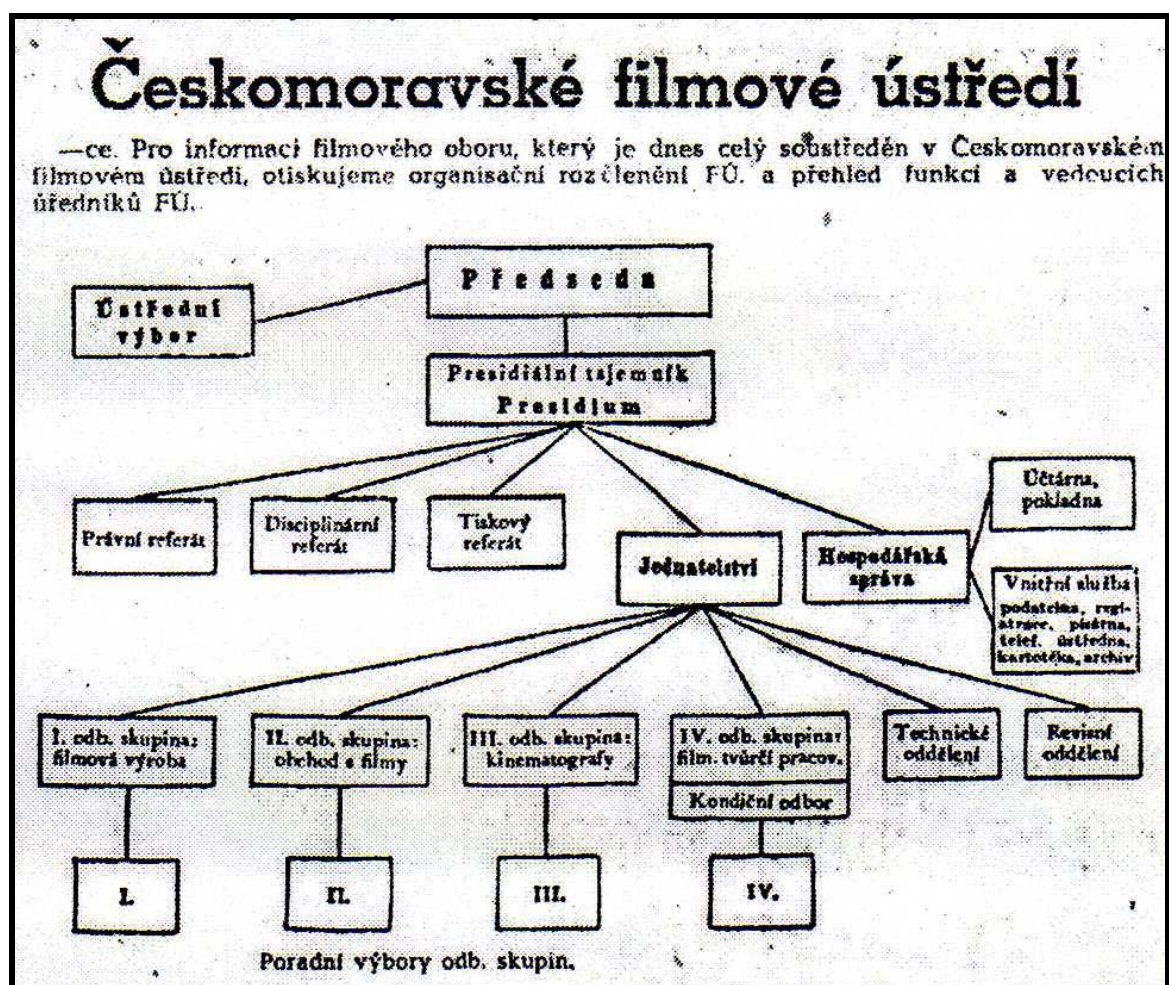 Českomoravské filmové ústředí
—ce. Pro informaci filmového oboru, který je dnes celý soustředěn v Českomoravském
filmovém ústředí, otiskujeme organisační rozčlenění FÚ. a přehled funkcí a vedoucích
úředníků FÚ.
Předseda
Ústřední
výbor
Presidiální tajemník
Presidium
Právní referát
Disciplinární
referát
Tiskový
referát
Jednatelství
Hospodářská
správa
Účtárna,
pokladna
Vnitřní služba
podatelna, regi-
stratura, písárna,
telef. ústředna,
kartotéka, archiv
I. odb. skupina:
filmová výroba
II. odb. skupina:
obchod s filmy
III. odb. skupina:
kinematografy
IV. odb. skupina:
film. tvůrčí pracov.
Kondiční odbor
Technické
oddělení
Revisní
oddělení
I.
II.
III.
IV.
Poradní výbory odb. skupin.